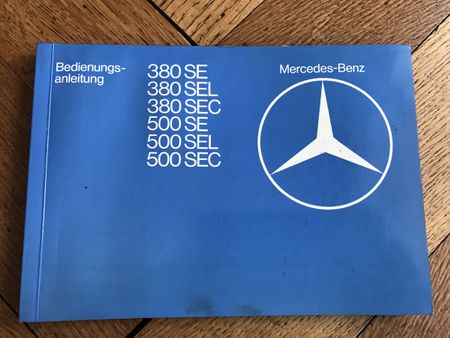 Bedienungs-
anleitung
380 SE
380 SEL
380 SEC
500 SE
500 SEL
500 SEC
Mercedes-Benz